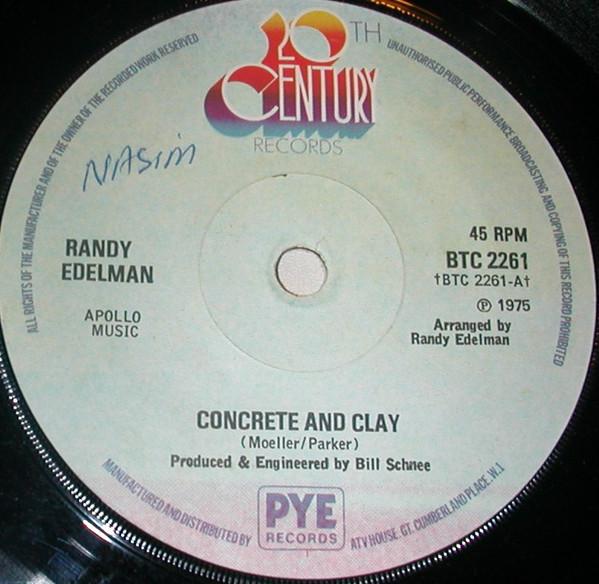 20TH
CENTURY
RECORDS
ALL RIGHTS OF THE MANUFACTURER AND OF THE OWNER OF THE RECORDED WORK RESERVED
UNAUTHORISED PUBLIC PERFORMANCE BROADCASTING AND COPYING OF THIS RECORD PROHIBITED
NASIM
RANDY
EDELMAN
APOLLO
MUSIC
45 RPM
BTC 2261
†BTC 2261-A†
℗ 1975
Arranged by
Randy Edelman
CONCRETE AND CLAY
(Moeller/Parker)
Produced & Engineered by Bill Schnee
MANUFACTURED AND DISTRIBUTED BY
PYE
RECORDS
ATV HOUSE. GT. CUMBERLAND PLACE, W.1